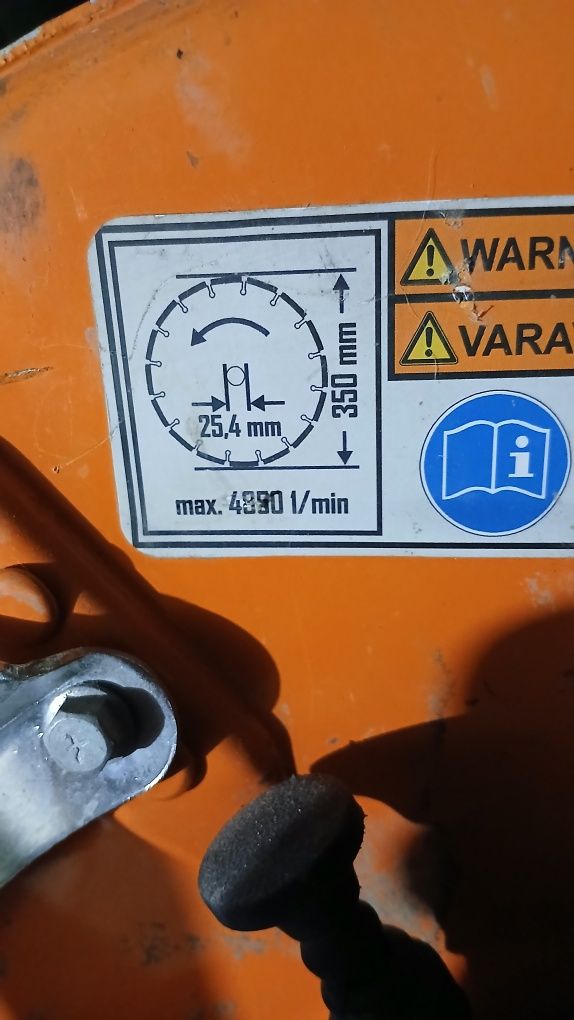 WARN
VARA
350 mm
25,4 mm
max. 4890 1/min
i